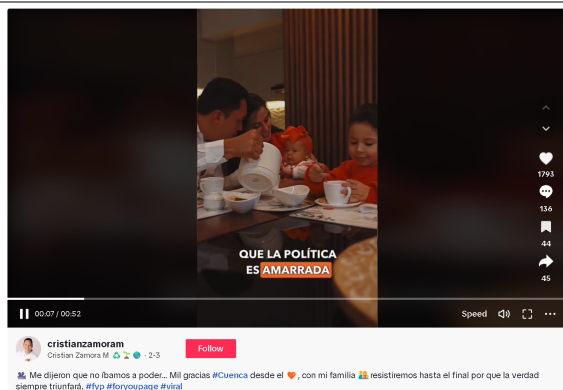 QUE LA POLÍTICA
ES AMARRADA
1793
136
44
45
00:07 / 00:52
Speed
cristianzamoram
Cristian Zamora M ♻️ 🌴 🌎 · 2-3
Follow
Me dijeron que no íbamos a poder... Mil gracias #Cuenca desde el 🧡, con mi familia 👨‍👩‍👧‍👦 resistiremos hasta el final por que la verdad
siempre triunfará. #fyp #foryoupage #viral